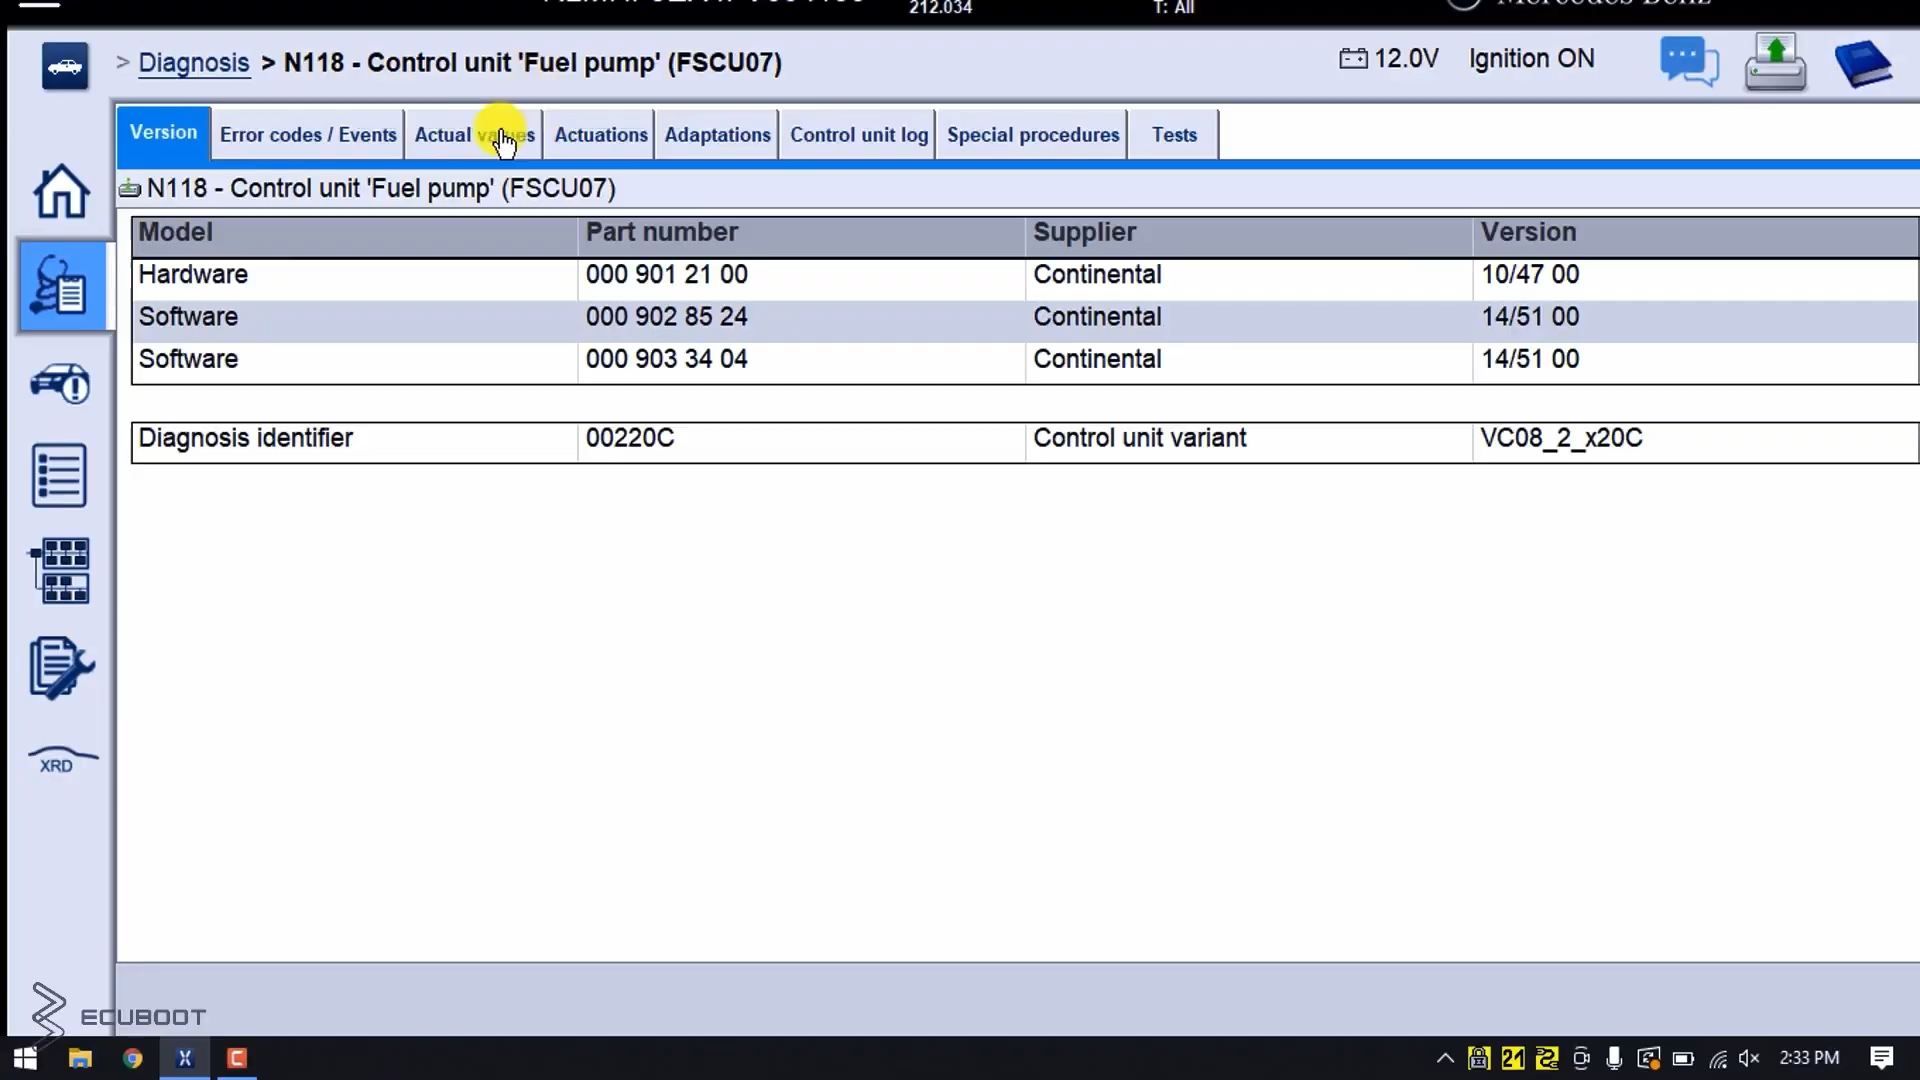 212.034
T: All
> Diagnosis > N118 - Control unit 'Fuel pump' (FSCU07)
12.0V Ignition ON
Version Error codes / Events Actual values Actuations Adaptations Control unit log Special procedures Tests
N118 - Control unit 'Fuel pump' (FSCU07)
Model Part number Supplier Version
Hardware 000 901 21 00 Continental 10/47 00
Software 000 902 85 24 Continental 14/51 00
Software 000 903 34 04 Continental 14/51 00
Diagnosis identifier 00220C Control unit variant VC08_2_x20C
XRD
ECUBOOT
X C 21 2:33 PM